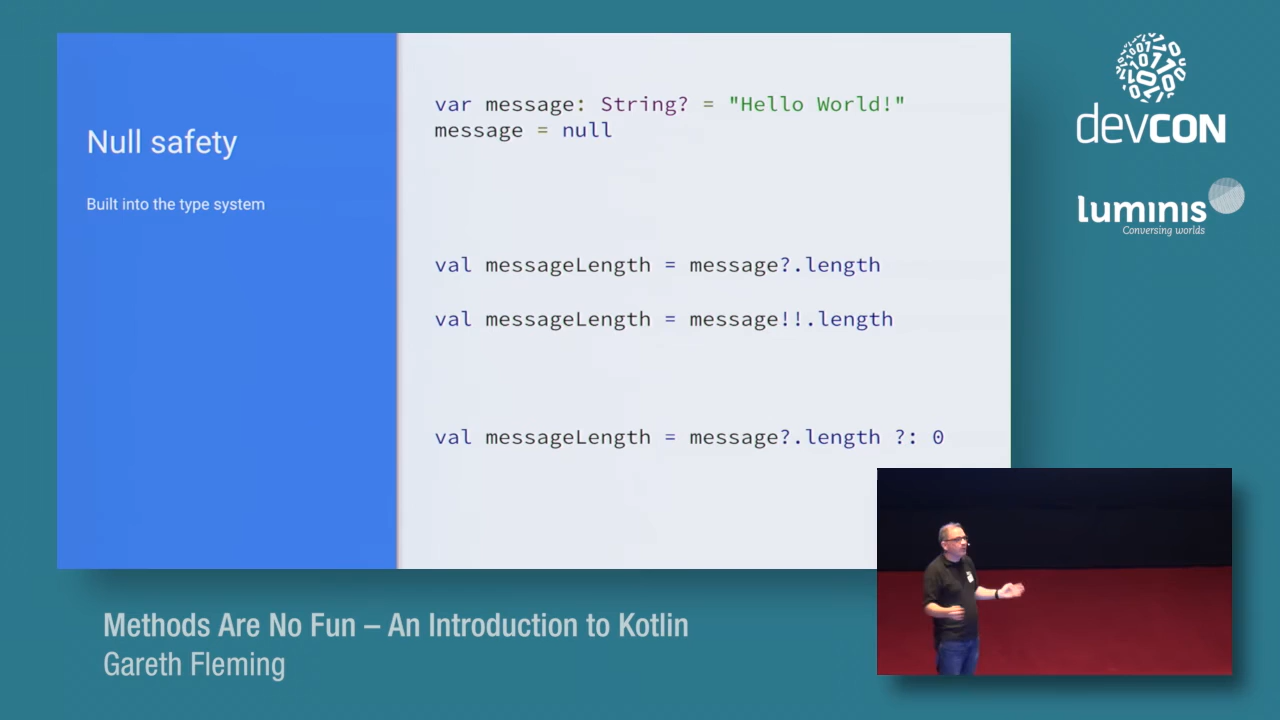 Null safety
Built into the type system
var message: String? = "Hello World!"
message = null
val messageLength = message?.length
val messageLength = message!!.length
val messageLength = message?.length ?: 0
devCON
luminis
Conversing worlds
Methods Are No Fun – An Introduction to Kotlin
Gareth Fleming